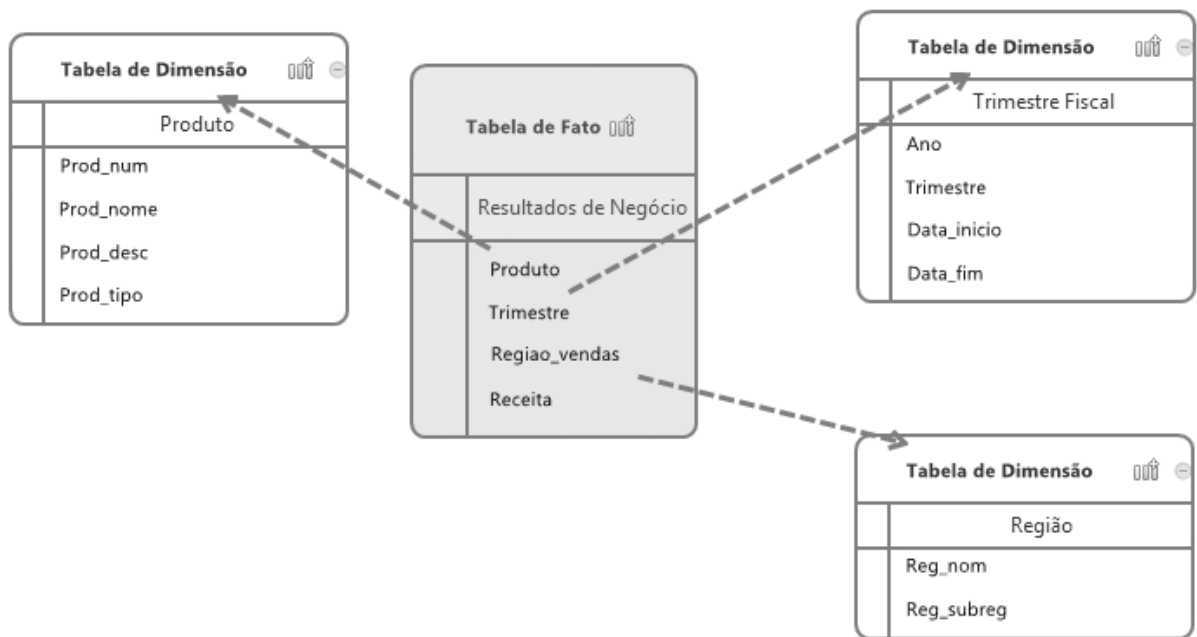 Tabela de Dimensão
Produto
Prod_num
Prod_nome
Prod_desc
Prod_tipo
Tabela de Fato
Resultados de Negócio
Produto
Trimestre
Regiao_vendas
Receita
Tabela de Dimensão
Trimestre Fiscal
Ano
Trimestre
Data_inicio
Data_fim
Tabela de Dimensão
Região
Reg_nom
Reg_subreg